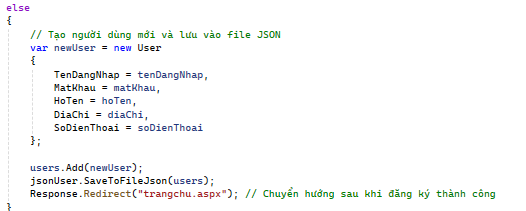 else
{
// Tạo người dùng mới và lưu vào file JSON
var newUser = new User
{
TenDangNhap = tenDangNhap,
MatKhau = matKhau,
HoTen = hoTen,
DiaChi = diaChi,
SoDienThoai = soDienThoai
};
users.Add(newUser);
jsonUser.SaveToFileJson(users);
Response.Redirect("trangchu.aspx"); // Chuyển hướng sau khi đăng ký thành công
}